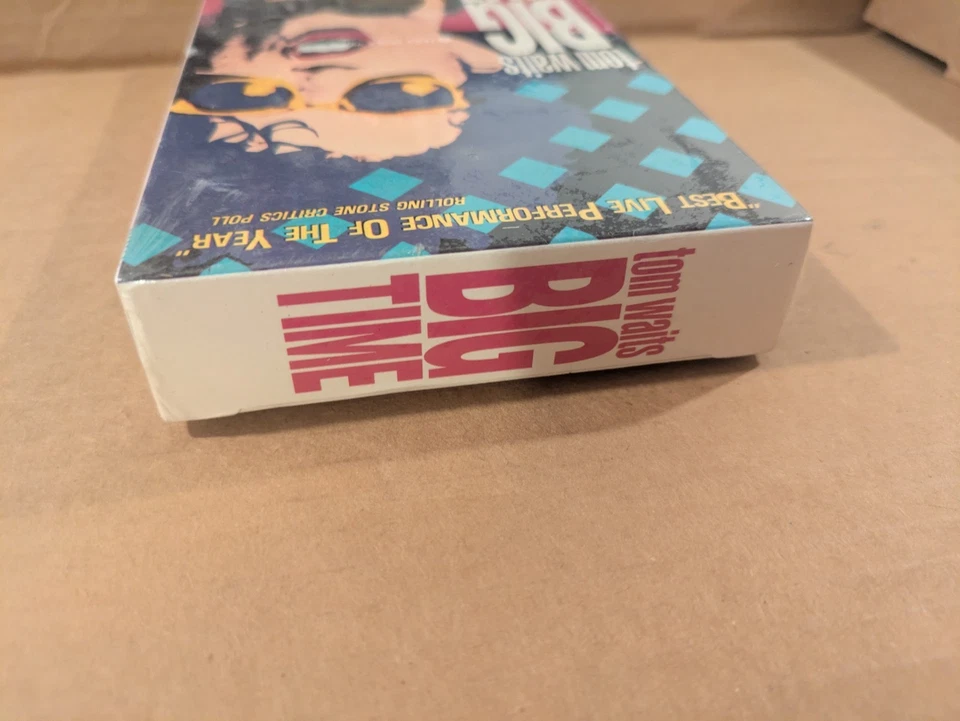 "BEST LIVE PERFORMANCE OF THE YEAR"
ROLLING STONE CRITICS POLL
tom waits
BIG
tom waits
BIG
TIME